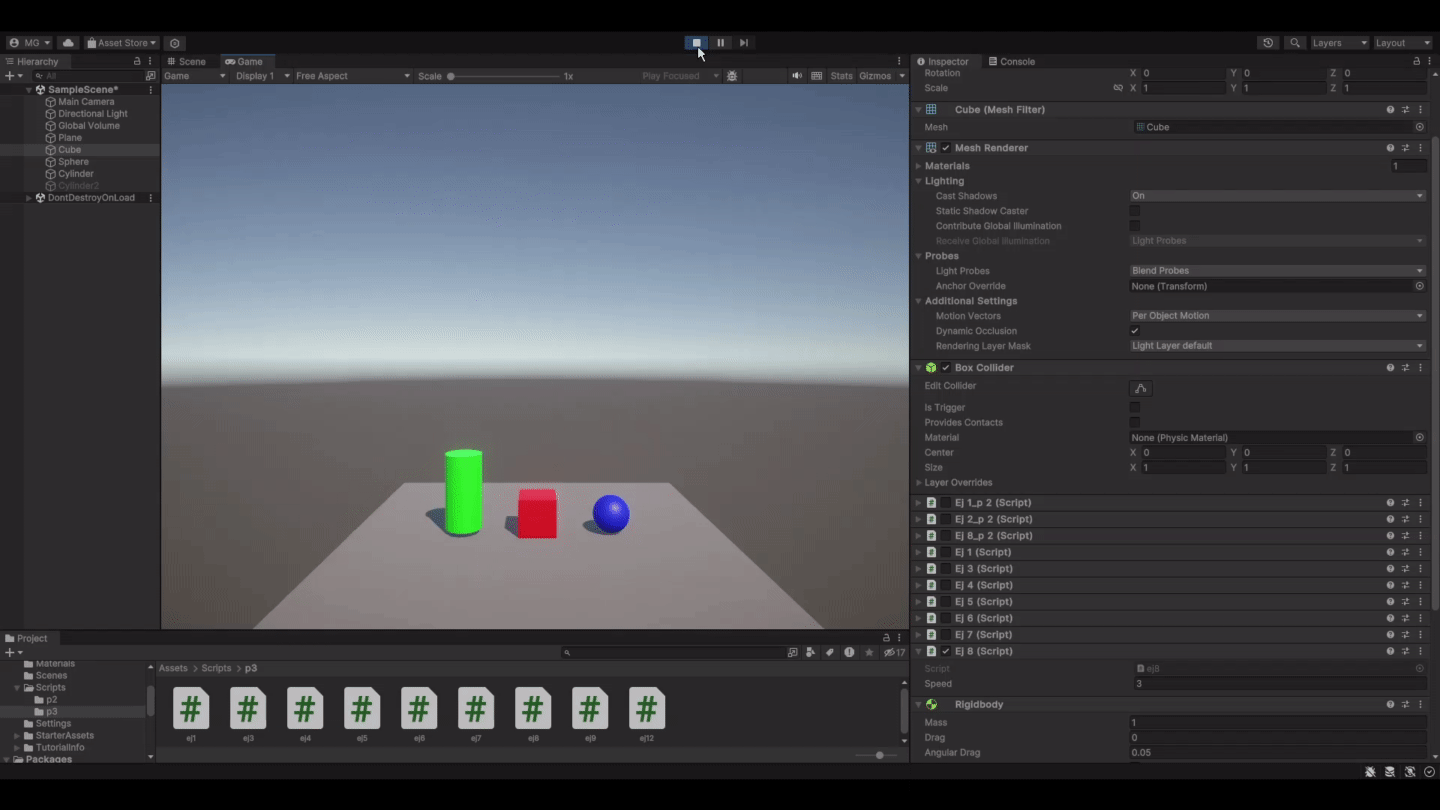 MG Asset Store Layers Layout
Hierarchy
All
SampleScene*
Main Camera
Directional Light
Global Volume
Plane
Cube
Sphere
Cylinder
Cylinder2
DontDestroyOnLoad
Scene Game
Game Display 1 Free Aspect Scale 1x Play Focused Stats Gizmos
Inspector Console
Rotation X 0 Y 0 Z 0
Scale X 1 Y 1 Z 1
Cube (Mesh Filter)
Mesh Cube
Mesh Renderer
Materials 1
Lighting
Cast Shadows On
Static Shadow Caster
Contribute Global Illumination
Receive Global Illumination Light Probes
Probes
Light Probes Blend Probes
Anchor Override None (Transform)
Additional Settings
Motion Vectors Per Object Motion
Dynamic Occlusion
Rendering Layer Mask Light Layer default
Box Collider
Edit Collider
Is Trigger
Provides Contacts
Material None (Physic Material)
Center X 0 Y 0 Z 0
Size X 1 Y 1 Z 1
Layer Overrides
Ej 1_p 2 (Script)
Ej 2_p 2 (Script)
Ej 8_p 2 (Script)
Ej 1 (Script)
Ej 3 (Script)
Ej 4 (Script)
Ej 5 (Script)
Ej 6 (Script)
Ej 7 (Script)
Ej 8 (Script)
Script ej8
Speed 3
Rigidbody
Mass 1
Drag 0
Angular Drag 0.05
Project
17
Materials
Scenes
Scripts
p2
p3
Settings
StarterAssets
TutorialInfo
Packages
Assets > Scripts > p3
ej1 ej3 ej4 ej5 ej6 ej7 ej8 ej9 ej12